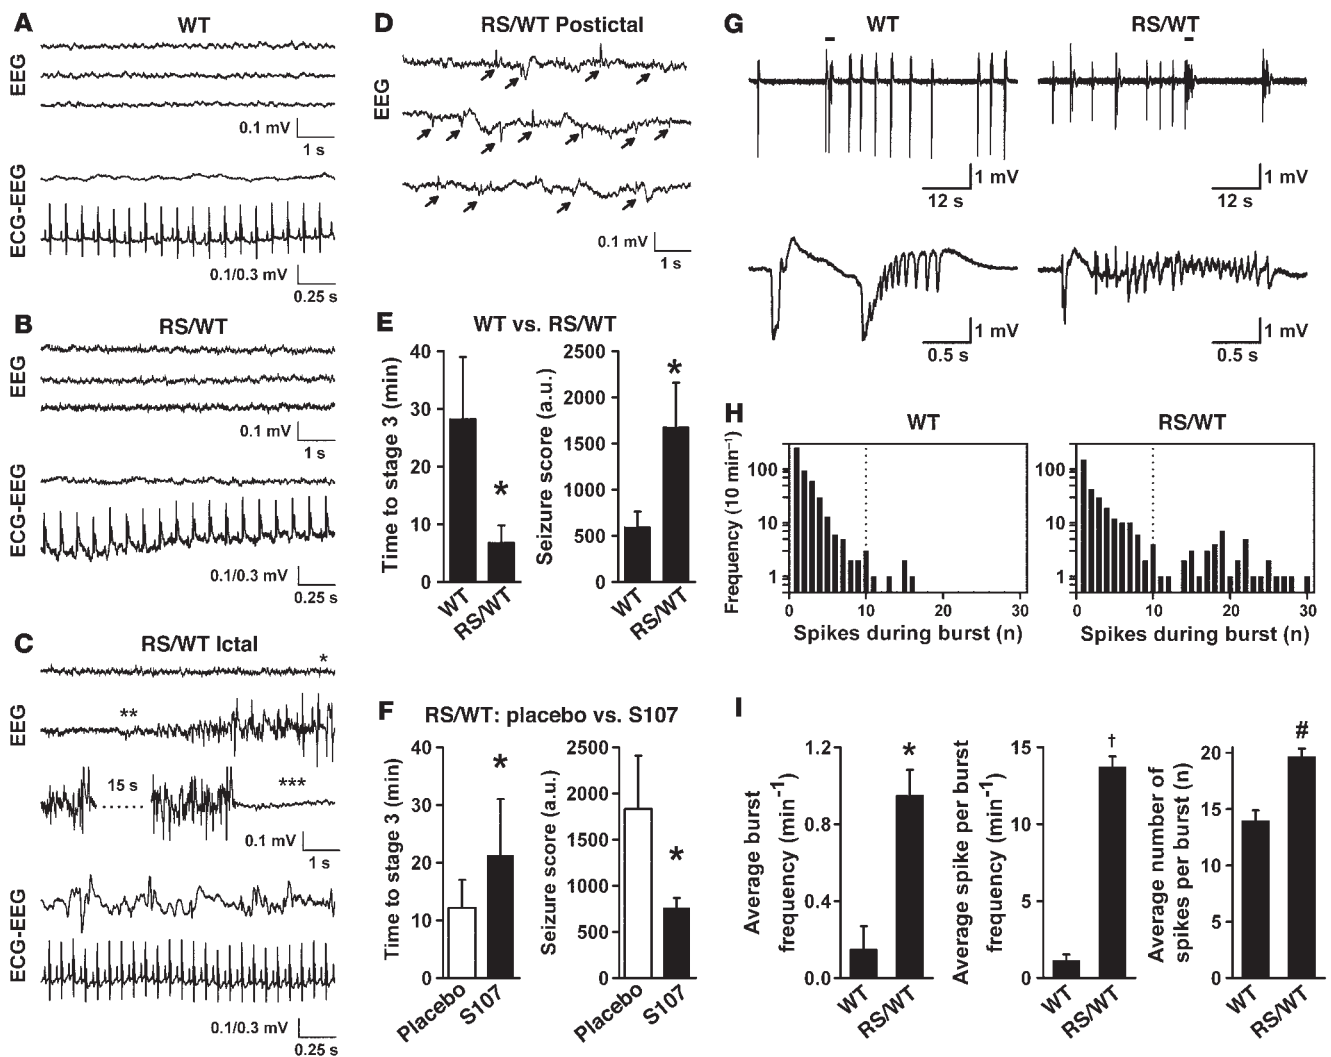 A
WT
EEG
0.1 mV
1 s
ECG-EEG
0.1/0.3 mV
0.25 s
B
RS/WT
EEG
0.1 mV
1 s
ECG-EEG
0.1/0.3 mV
0.25 s
C
RS/WT Ictal
*
EEG
**
15 s
***
0.1 mV
1 s
ECG-EEG
0.1/0.3 mV
0.25 s
D
RS/WT Postictal
EEG
0.1 mV
1 s
E
WT vs. RS/WT
Time to stage 3 (min)
40
30
20
10
0
*
WT
RS/WT
Seizure score (a.u.)
2500
2000
1500
1000
500
0
*
WT
RS/WT
F
RS/WT: placebo vs. S107
Time to stage 3 (min)
40
30
20
10
0
*
Placebo
S107
Seizure score (a.u.)
2500
2000
1500
1000
500
0
*
Placebo
S107
G
WT
RS/WT
1 mV
12 s
1 mV
12 s
1 mV
0.5 s
1 mV
0.5 s
H
WT
RS/WT
Frequency (10 min⁻¹)
100
10
1
0
10
20
30
Spikes during burst (n)
100
10
1
0
10
20
30
Spikes during burst (n)
I
Average burst
frequency (min⁻¹)
1.2
0.8
0.4
0.0
*
WT
RS/WT
Average spike per burst
frequency (min⁻¹)
15
10
5
0
†
WT
RS/WT
Average number of
spikes per burst (n)
20
15
20
5
0
#
WT
RS/WT